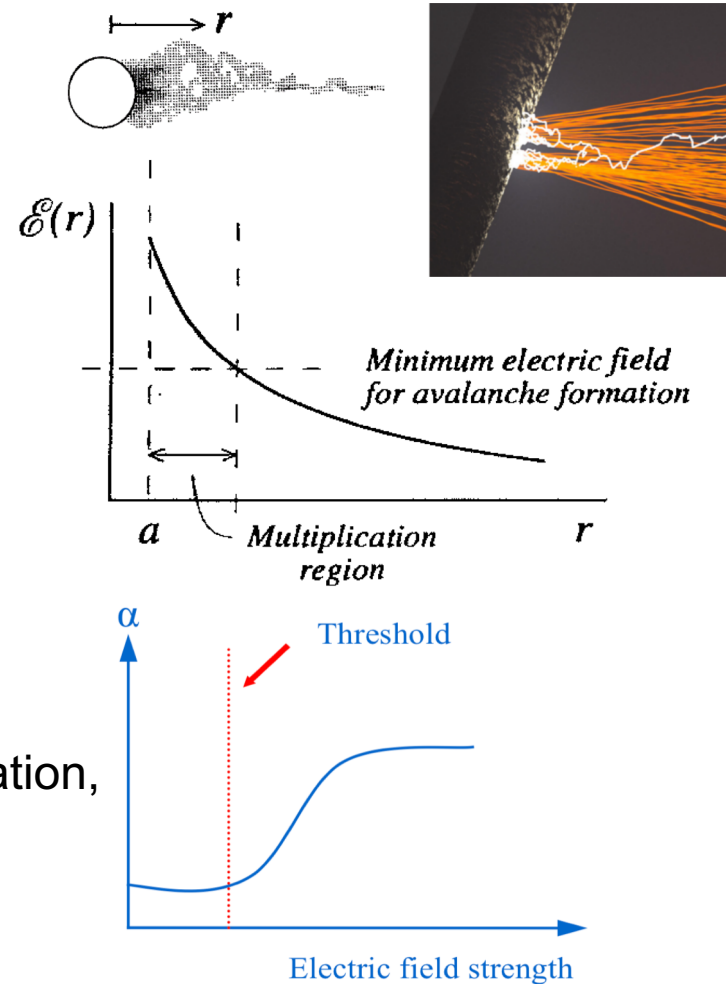 r
ℰ(r)
Minimum electric field
for avalanche formation
a
Multiplication
region
r
α
Threshold
ation,
Electric field strength